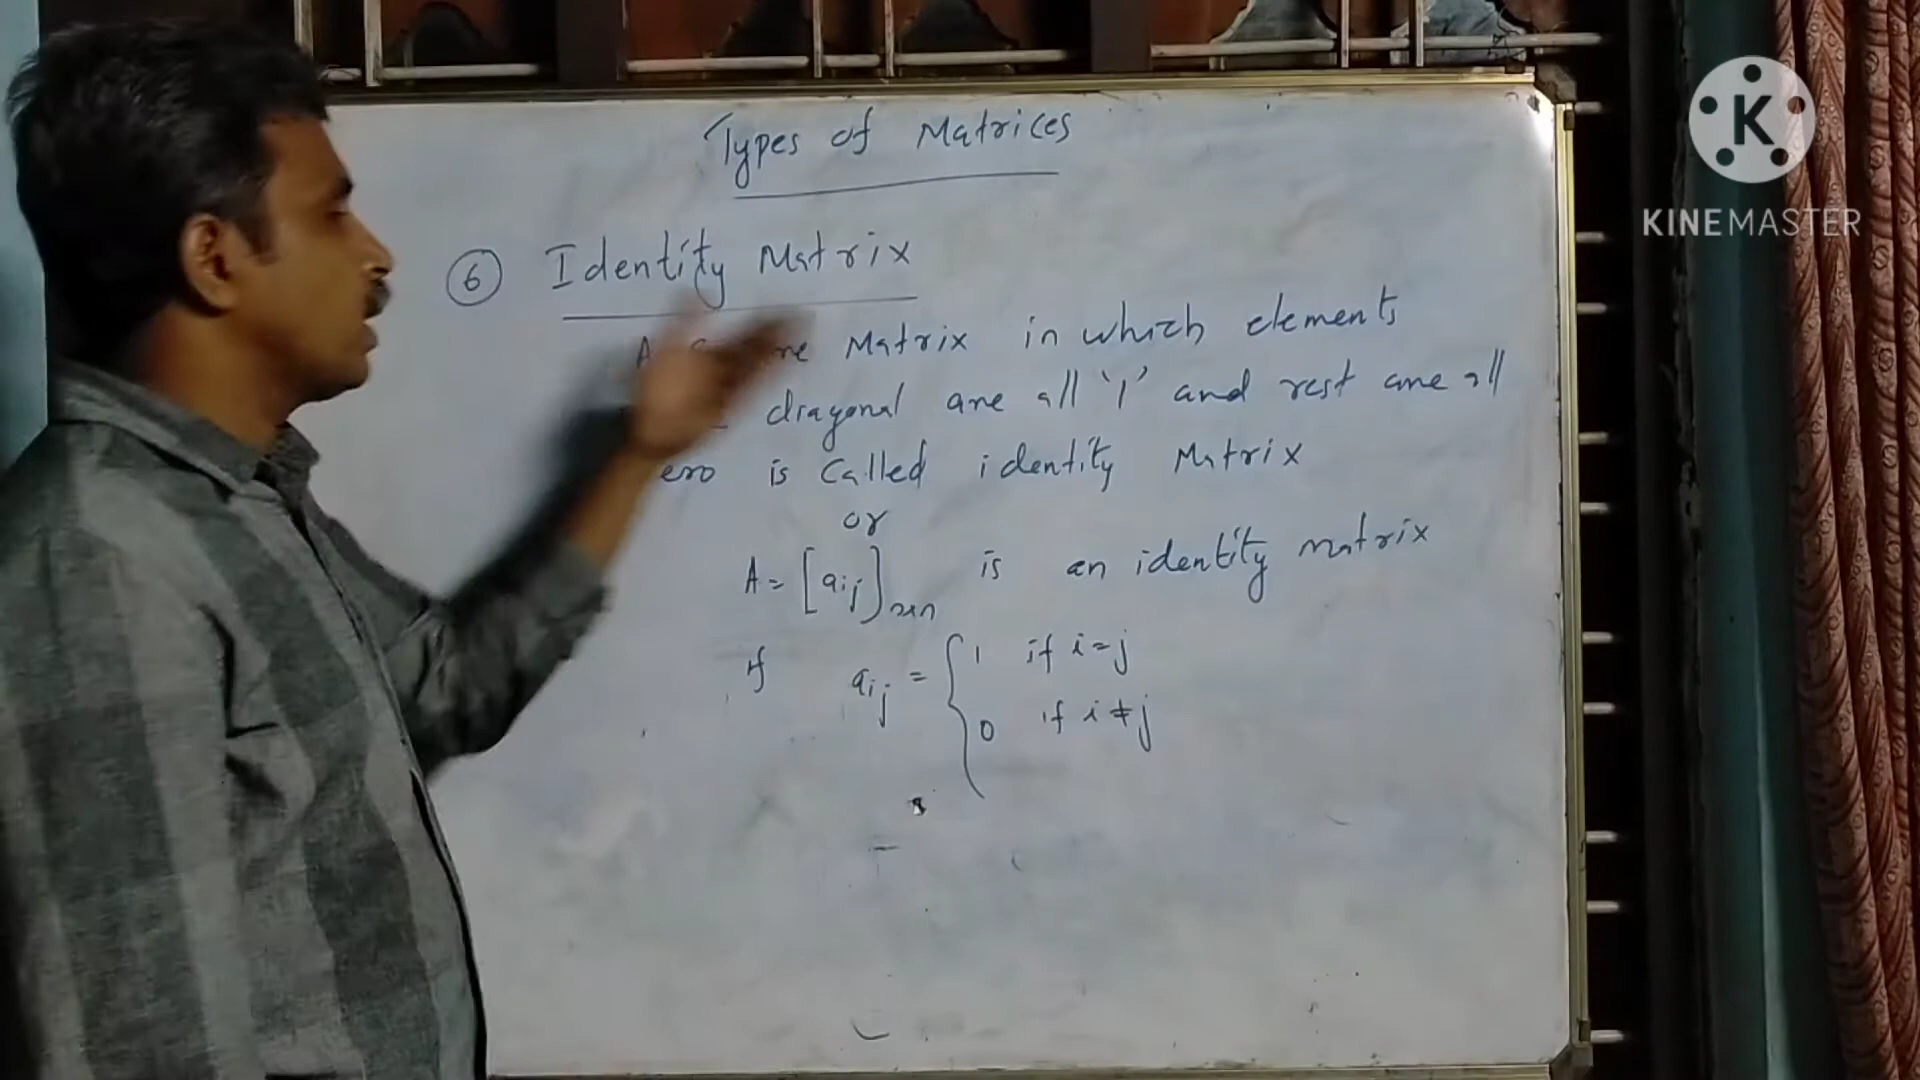 Types of Matrices
6 Identity Matrix
A Matrix in which elements
diagonal are all '1' and rest are all
ero is called identity Matrix
or
A = [aij]nxn is an identity matrix
if aij = { 1 if i=j
0 if i≠j
K
KINEMASTER